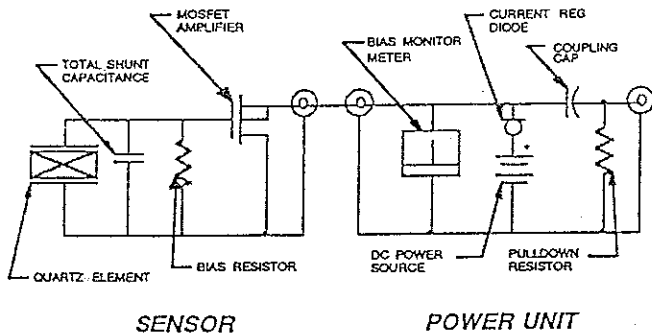 MOSFET
AMPLIFIER
TOTAL SHUNT
CAPACITANCE
QUARTZ ELEMENT
BIAS RESISTOR
SENSOR
BIAS MONITOR
METER
CURRENT REG
DIODE
COUPLING
CAP
+
DC POWER
SOURCE
PULLDOWN
RESISTOR
POWER UNIT